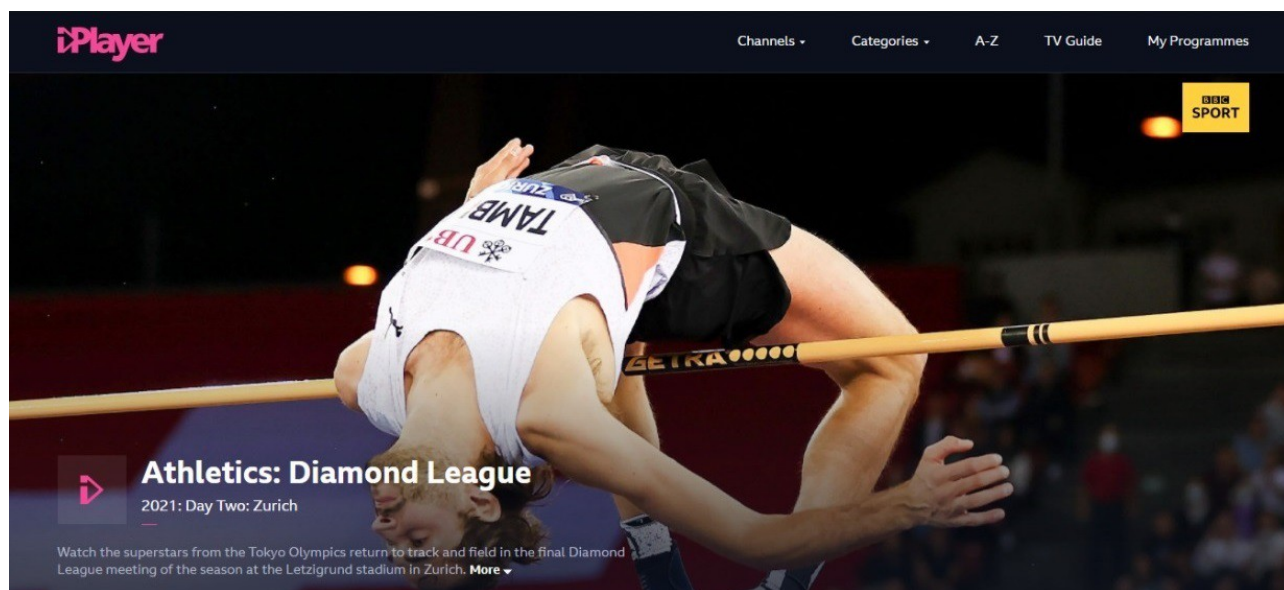 iPlayer
Channels
Categories
A-Z
TV Guide
My Programmes
BBC
SPORT
ZURI
TAMB
UB
GETRA
Athletics: Diamond League
2021: Day Two: Zurich
Watch the superstars from the Tokyo Olympics return to track and field in the final Diamond
League meeting of the season at the Letzigrund stadium in Zurich. More